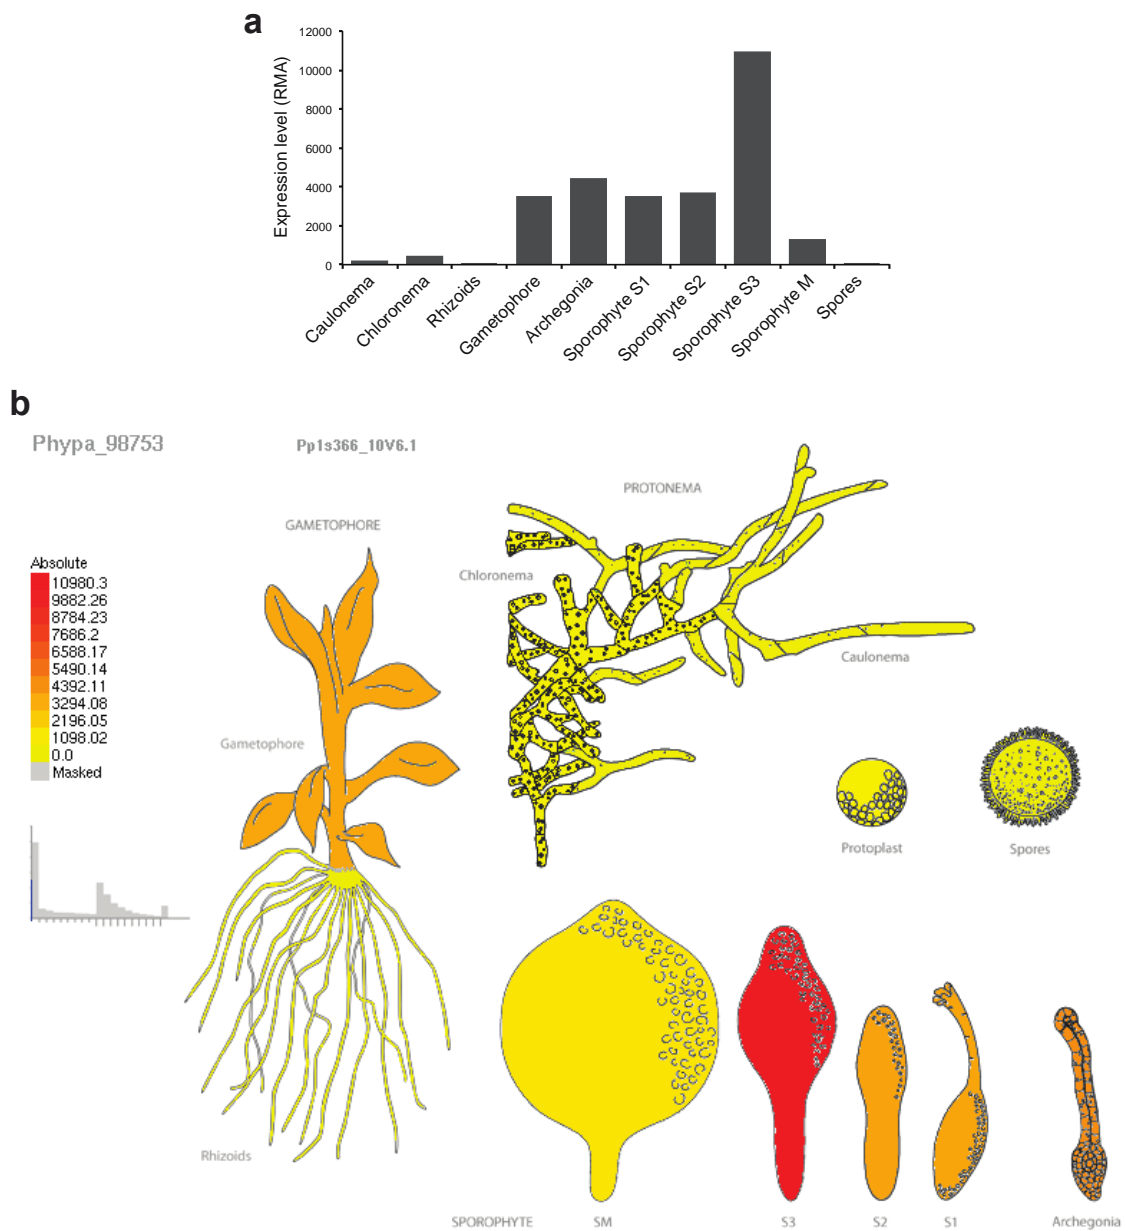 a
Expression level (RMA)
12000
10000
8000
6000
4000
2000
0
Caulonema
Chloronema
Rhizoids
Gametophore
Archegonia
Sporophyte S1
Sporophyte S2
Sporophyte S3
Sporophyte M
Spores
b
Phypa_98753
Pp1s366_10V6.1
PROTONEMA
GAMETOPHORE
Absolute
10980.3
9882.26
8784.23
7686.2
6588.17
5490.14
4392.11
3294.08
2196.05
1098.02
0.0
Masked
Chloronema
Caulonema
Gametophore
Protoplast
Spores
Rhizoids
SPOROPHYTE
SM
S3
S2
S1
Archegonia